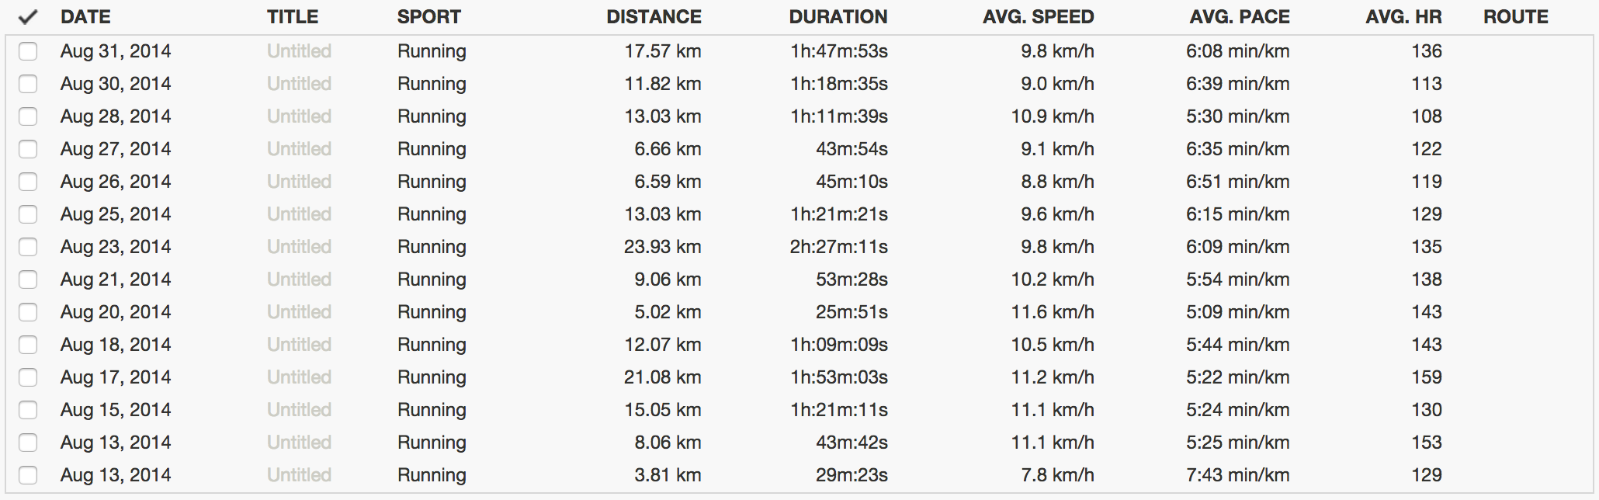 DATE TITLE SPORT DISTANCE DURATION AVG. SPEED AVG. PACE AVG. HR ROUTE
Aug 31, 2014 Untitled Running 17.57 km 1h:47m:53s 9.8 km/h 6:08 min/km 136
Aug 30, 2014 Untitled Running 11.82 km 1h:18m:35s 9.0 km/h 6:39 min/km 113
Aug 28, 2014 Untitled Running 13.03 km 1h:11m:39s 10.9 km/h 5:30 min/km 108
Aug 27, 2014 Untitled Running 6.66 km 43m:54s 9.1 km/h 6:35 min/km 122
Aug 26, 2014 Untitled Running 6.59 km 45m:10s 8.8 km/h 6:51 min/km 119
Aug 25, 2014 Untitled Running 13.03 km 1h:21m:21s 9.6 km/h 6:15 min/km 129
Aug 23, 2014 Untitled Running 23.93 km 2h:27m:11s 9.8 km/h 6:09 min/km 135
Aug 21, 2014 Untitled Running 9.06 km 53m:28s 10.2 km/h 5:54 min/km 138
Aug 20, 2014 Untitled Running 5.02 km 25m:51s 11.6 km/h 5:09 min/km 143
Aug 18, 2014 Untitled Running 12.07 km 1h:09m:09s 10.5 km/h 5:44 min/km 143
Aug 17, 2014 Untitled Running 21.08 km 1h:53m:03s 11.2 km/h 5:22 min/km 159
Aug 15, 2014 Untitled Running 15.05 km 1h:21m:11s 11.1 km/h 5:24 min/km 130
Aug 13, 2014 Untitled Running 8.06 km 43m:42s 11.1 km/h 5:25 min/km 153
Aug 13, 2014 Untitled Running 3.81 km 29m:23s 7.8 km/h 7:43 min/km 129